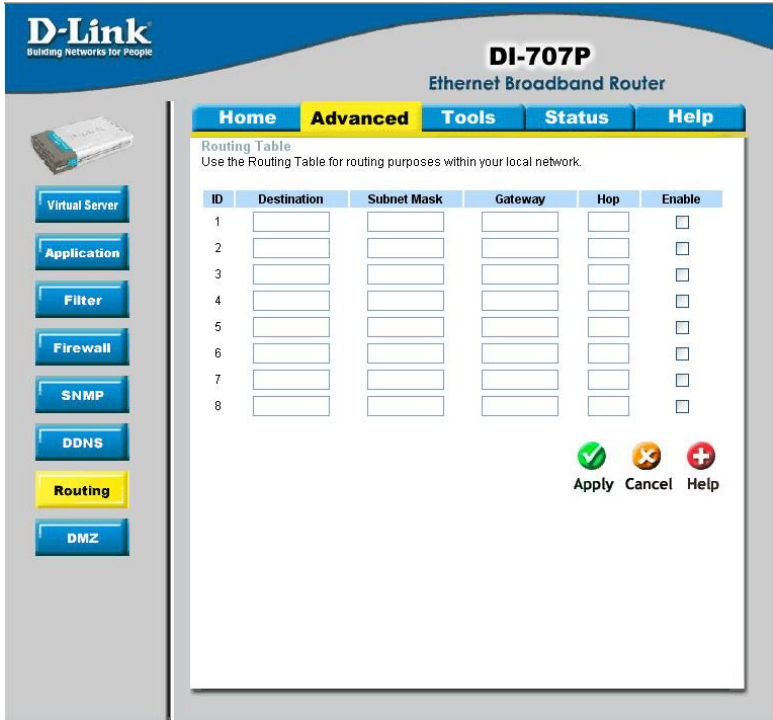 D-Link
Building Networks for People
DI-707P
Ethernet Broadband Router
Home Advanced Tools Status Help
Routing Table
Use the Routing Table for routing purposes within your local network.
ID Destination Subnet Mask Gateway Hop Enable
1
2
3
4
5
6
7
8
Apply Cancel Help
Virtual Server
Application
Filter
Firewall
SNMP
DDNS
Routing
DMZ